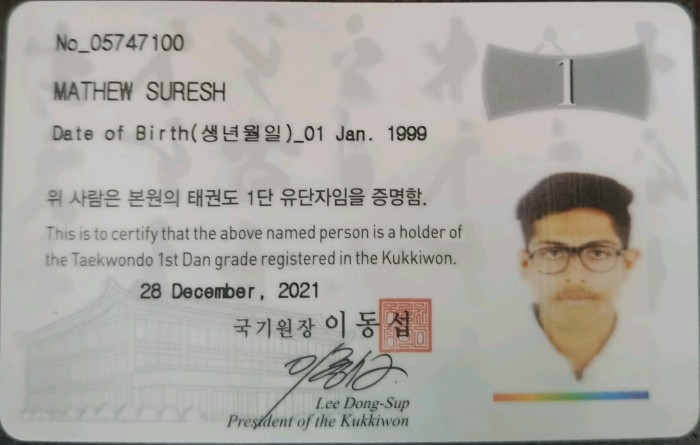 No_05747100
1
MATHEW SURESH
Date of Birth(생년월일)_01 Jan. 1999
위 사람은 본원의 태권도 1단 유단자임을 증명함.
This is to certify that the above named person is a holder of
the Taekwondo 1st Dan grade registered in the Kukkiwon.
28 December, 2021
국기원장 이동섭
Lee Dong-Sup
President of the Kukkiwon